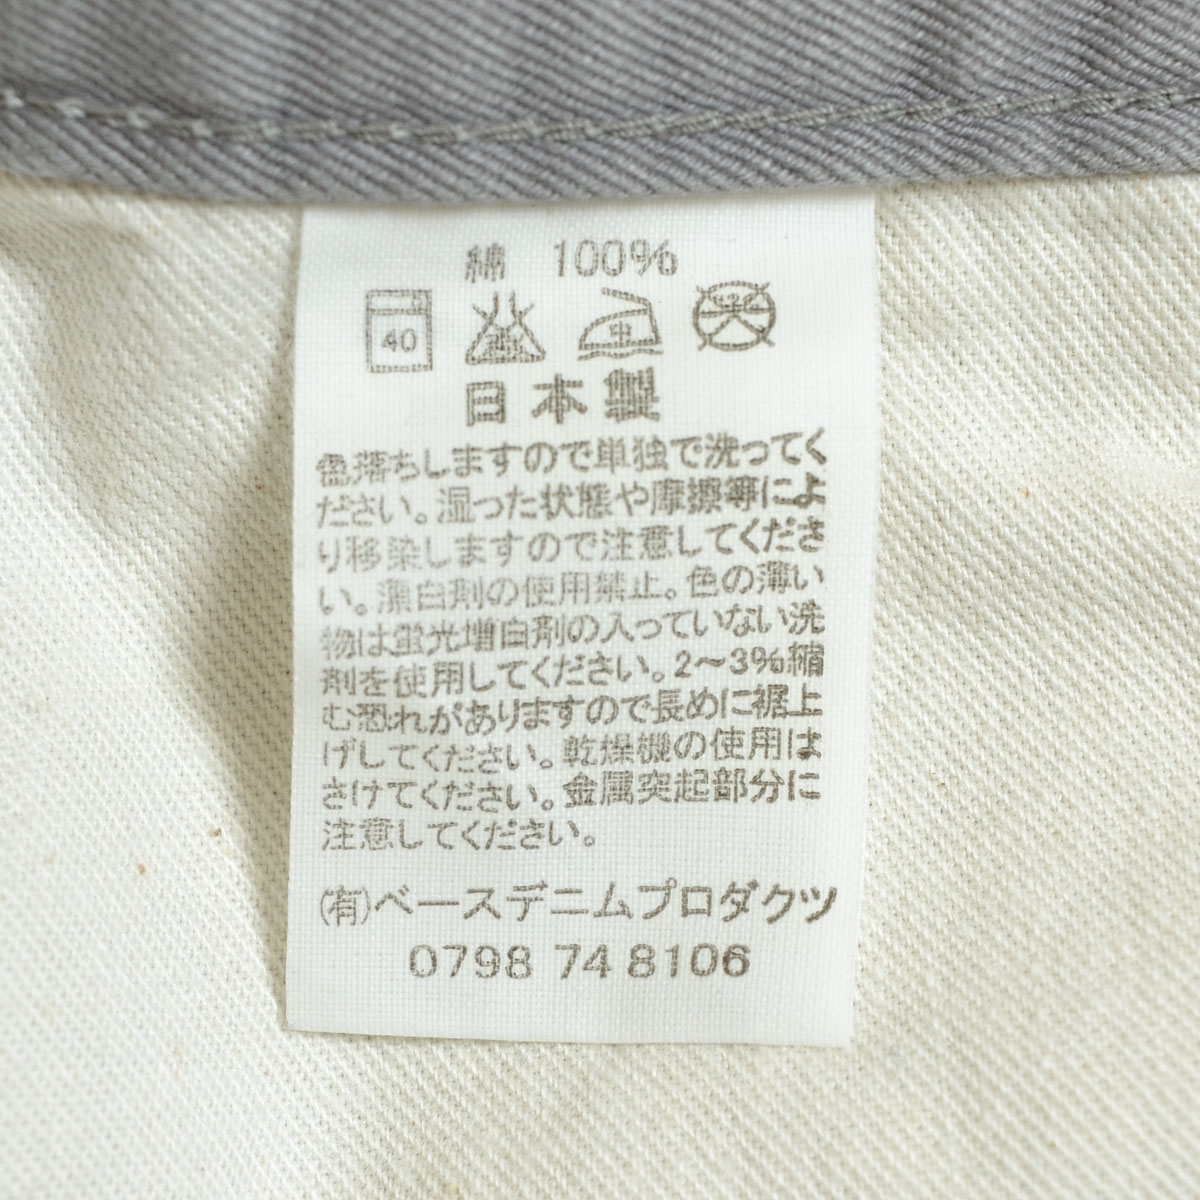 綿 100%
40 中
日本製
色落ちしますので単独で洗ってく
ださい。湿った状態や摩擦等によ
り移染しますので注意してくださ
い。漂白剤の使用禁止。色の薄い
物は蛍光増白剤の入っていない洗
剤を使用してください。2〜3%縮
む恐れがありますので長めに裾上
げしてください。乾燥機の使用は
さけてください。金属突起部分に
注意してください。
(有)ベースデニムプロダクツ
0798 74 8106